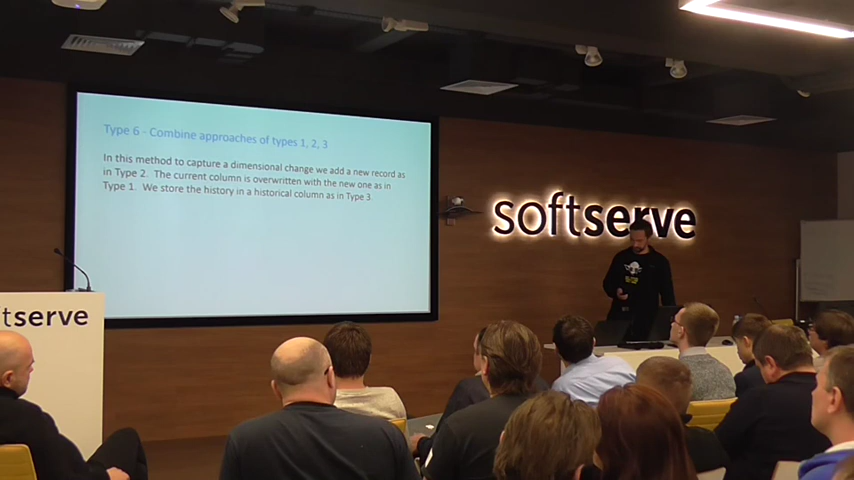 Type 6 - Combine approaches of types 1, 2, 3
In this method to capture a dimensional change we add a new record as
in Type 2. The current column is overwritten with the new one as in
Type 1. We store the history in a historical column as in Type 3.
softserve
tserve